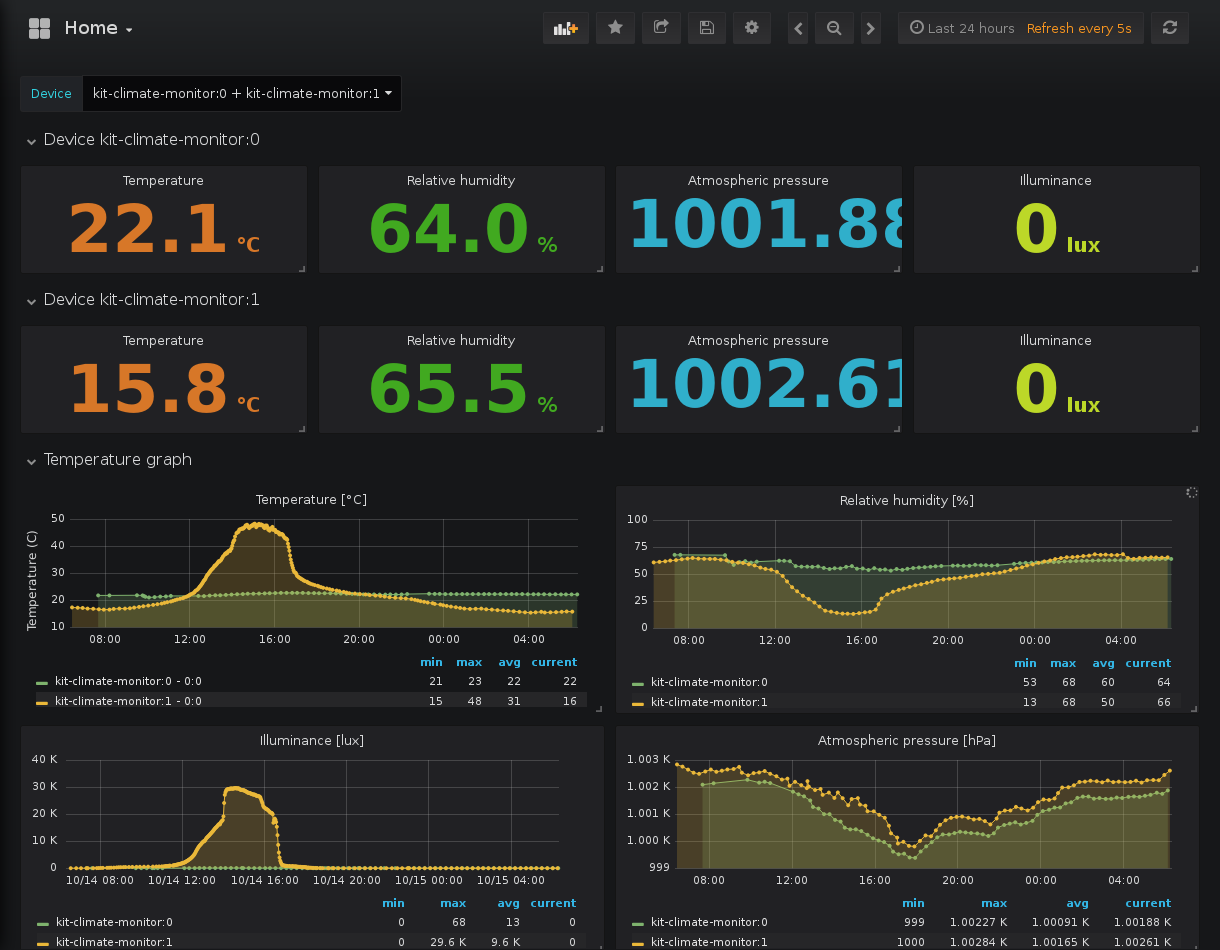 Home
Last 24 hours Refresh every 5s
Device kit-climate-monitor:0 + kit-climate-monitor:1
Device kit-climate-monitor:0
Temperature Relative humidity Atmospheric pressure Illuminance
22.1 °C 64.0 % 1001.88 0 lux
Device kit-climate-monitor:1
Temperature Relative humidity Atmospheric pressure Illuminance
15.8 °C 65.5 % 1002.61 0 lux
Temperature graph
Temperature [°C]
Temperature (C)
50
40
30
20
10
08:00 12:00 16:00 20:00 00:00 04:00
min max avg current
kit-climate-monitor:0 - 0:0 21 23 22 22
kit-climate-monitor:1 - 0:0 15 48 31 16
Relative humidity [%]
100
75
50
25
0
08:00 12:00 16:00 20:00 00:00 04:00
min max avg current
kit-climate-monitor:0 53 68 60 64
kit-climate-monitor:1 13 68 50 66
Illuminance [lux]
40 K
30 K
20 K
10 K
0
10/14 08:00 10/14 12:00 10/14 16:00 10/14 20:00 10/15 00:00 10/15 04:00
min max avg current
kit-climate-monitor:0 0 68 13 0
kit-climate-monitor:1 0 29.6 K 9.6 K 0
Atmospheric pressure [hPa]
1.003 K
1.002 K
1.001 K
1.000 K
999
08:00 12:00 16:00 20:00 00:00 04:00
min max avg current
kit-climate-monitor:0 999 1.00227 K 1.00091 K 1.00188 K
kit-climate-monitor:1 1000 1.00284 K 1.00165 K 1.00261 K